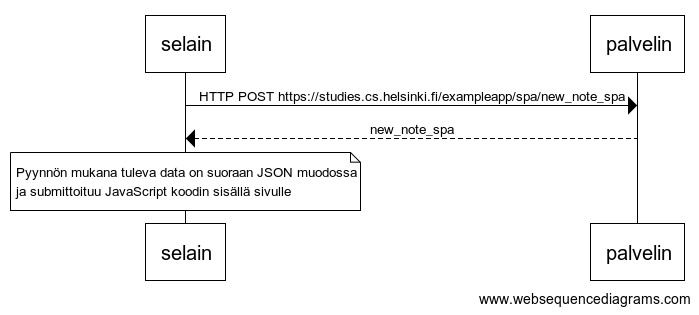 selain
palvelin
HTTP POST https://studies.cs.helsinki.fi/exampleapp/spa/new_note_spa
new_note_spa
Pyynnön mukana tuleva data on suoraan JSON muodossa
ja submittoituu JavaScript koodin sisällä sivulle
selain
palvelin
www.websequencediagrams.com